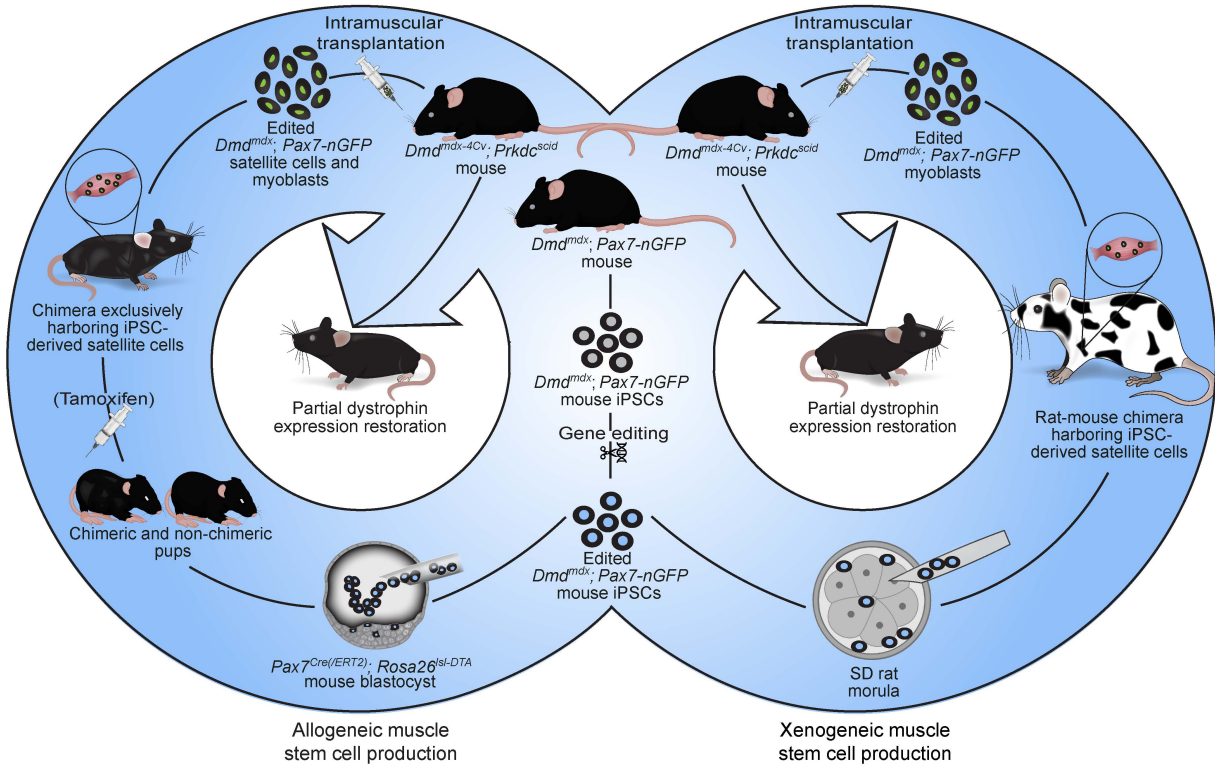 Intramuscular
transplantation
Edited
Dmdmdx; Pax7-nGFP
satellite cells and
myoblasts
Dmdmdx-4Cv; Prkdcscid
mouse
Chimera exclusively
harboring iPSC-
derived satellite cells
(Tamoxifen)
Chimeric and non-chimeric
pups
Partial dystrophin
expression restoration
Pax7Cre(/ERT2); Rosa26lsl-DTA
mouse blastocyst
Allogeneic muscle
stem cell production
Dmdmdx; Pax7-nGFP
mouse
Dmdmdx; Pax7-nGFP
mouse iPSCs
Gene editing
Edited
Dmdmdx; Pax7-nGFP
mouse iPSCs
Intramuscular
transplantation
Dmdmdx-4Cv; Prkdcscid
mouse
Edited
Dmdmdx; Pax7-nGFP
myoblasts
Partial dystrophin
expression restoration
Rat-mouse chimera
harboring iPSC-
derived satellite cells
SD rat
morula
Xenogeneic muscle
stem cell production